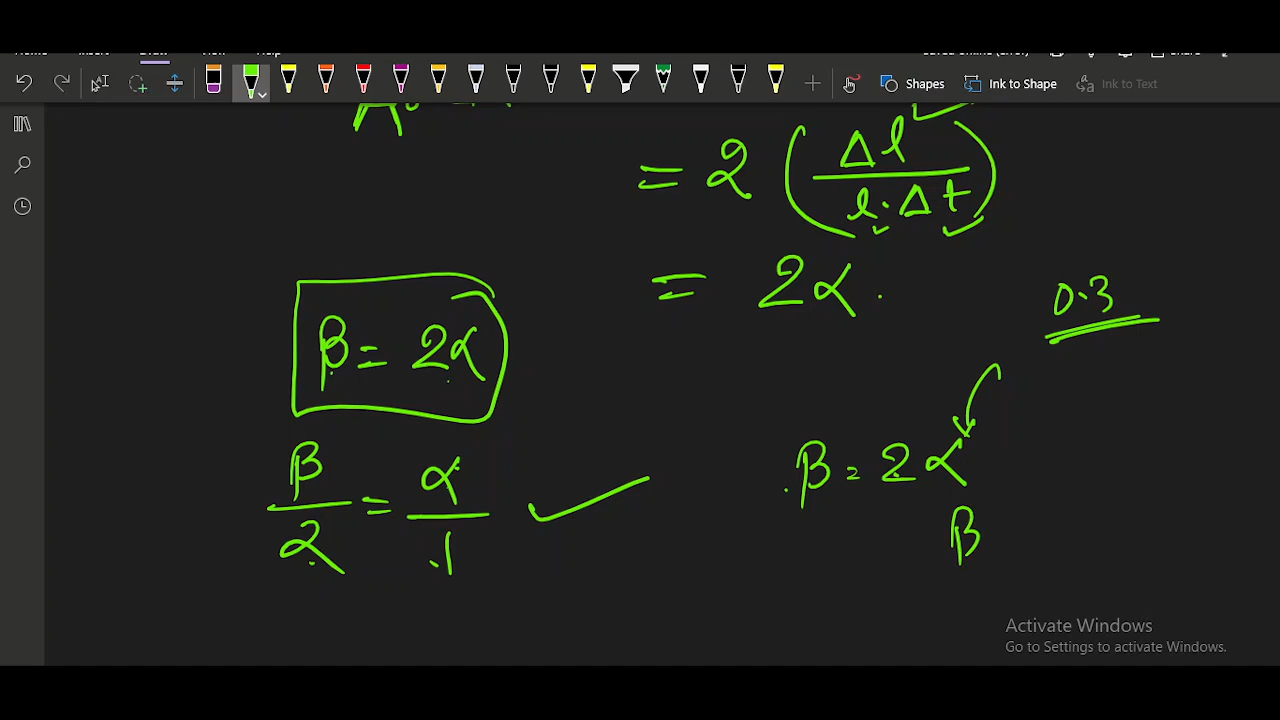 Shapes Ink to Shape Ink to Text
= 2 (Δl / l·Δt)
= 2α.
0.3
β = 2α
β/2 = α/1
β = 2α
β
Activate Windows
Go to Settings to activate Windows.